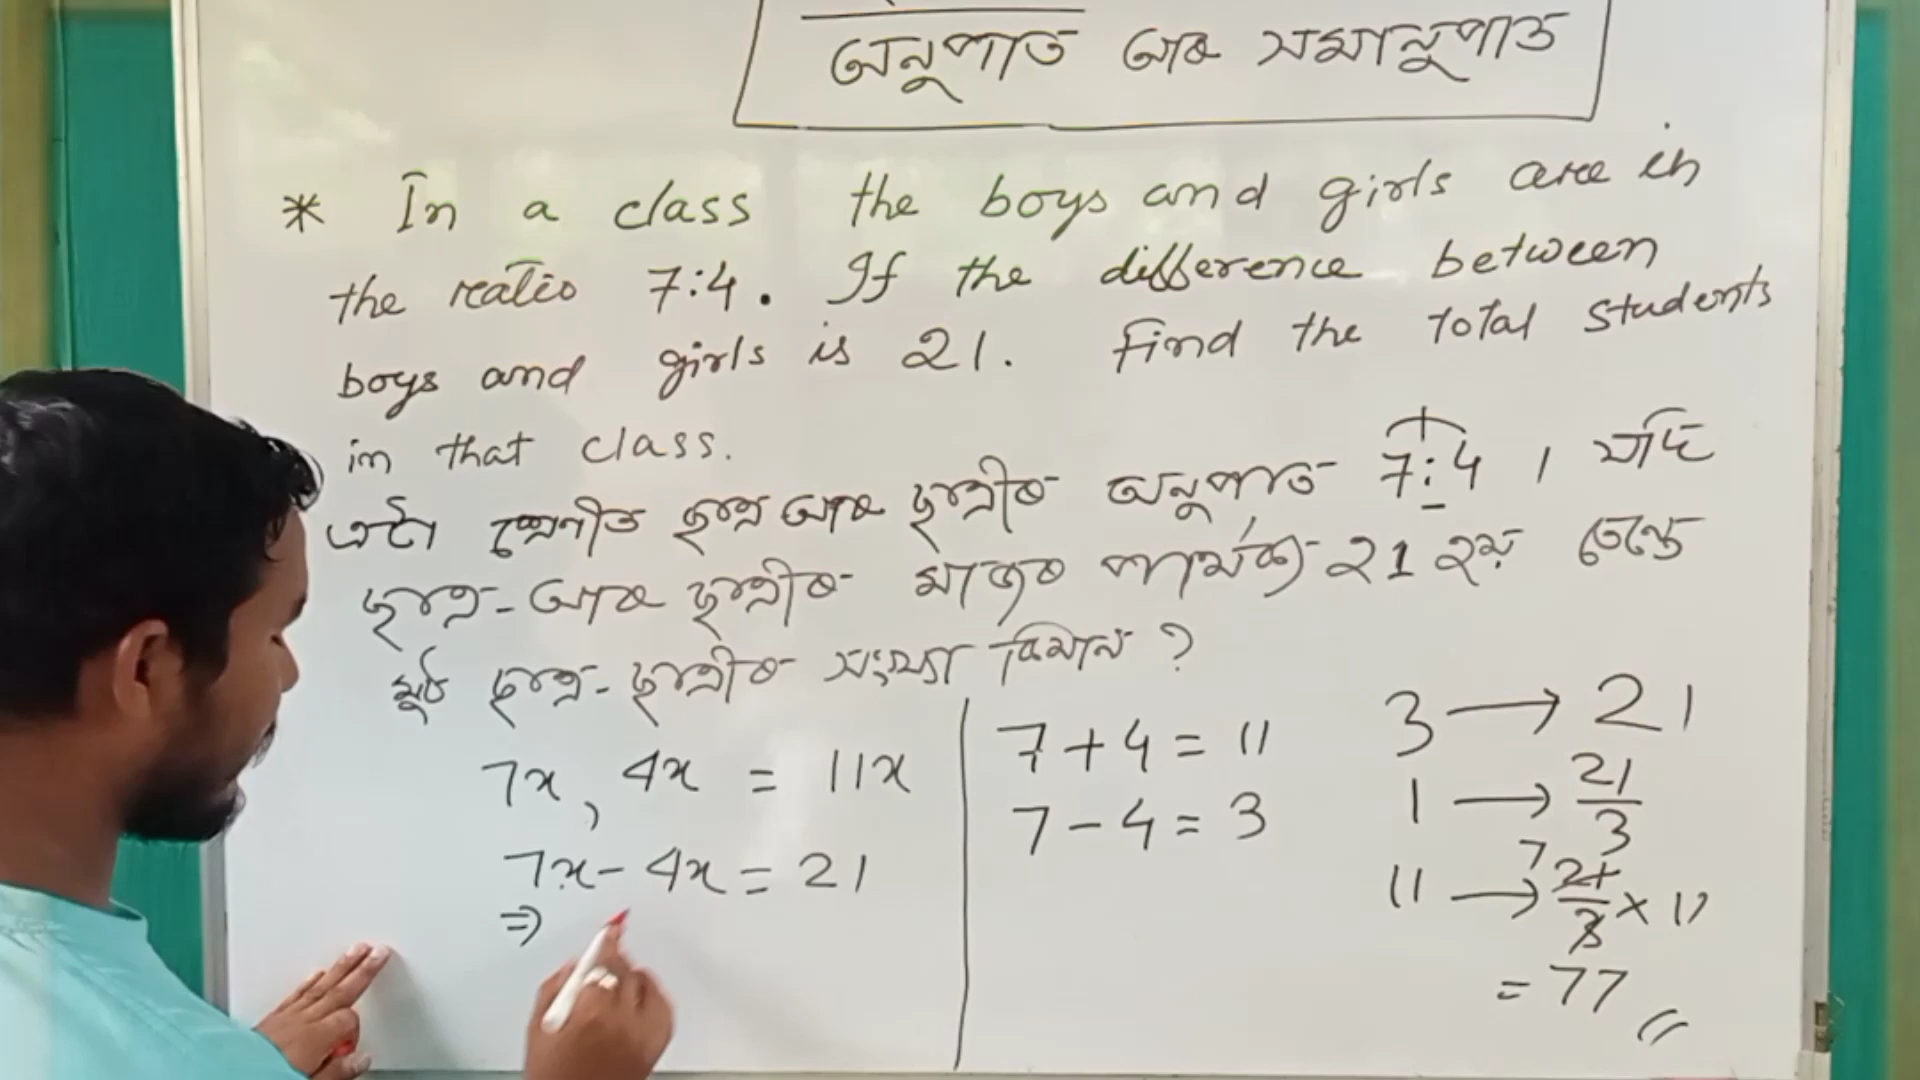 অনুপাত আৰু সমানুপাত
* In a class the boys and girls are in
the ratio 7:4. If the difference between
boys and girls is 21. Find the total students
in that class.
এটা শ্ৰেণীত ছাত্ৰ আৰু ছাত্ৰীৰ অনুপাত 7:4 । যদি
ছাত্ৰ-আৰু ছাত্ৰীৰ মাজৰ পাৰ্থক্য 21 হয় তেন্তে
মুঠ ছাত্ৰ-ছাত্ৰীৰ সংখ্যা কিমান ?
7x, 4x = 11x
7x - 4x = 21
⇒
7 + 4 = 11
7 - 4 = 3
3 → 21
1 → 21/3
11 → 21/3 × 11
7
= 77 //